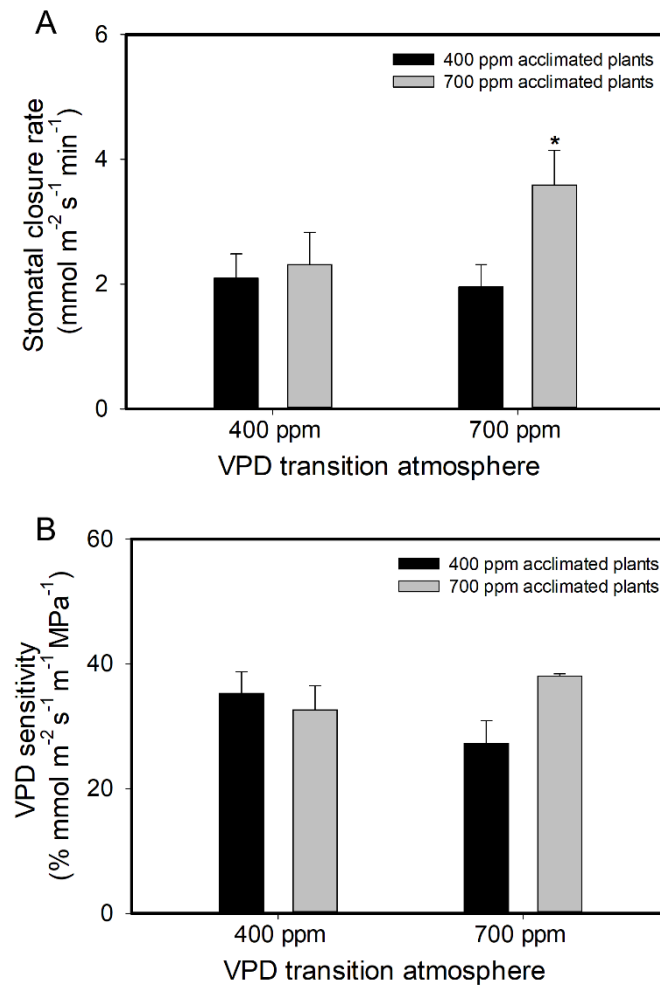 A
Stomatal closure rate
(mmol m-2 s-1 min-1)
6
4
2
0
400 ppm acclimated plants
700 ppm acclimated plants
*
400 ppm
700 ppm
VPD transition atmosphere
B
VPD sensitivity
(% mmol m-2 s-1 m-1 MPa-1)
60
40
20
0
400 ppm acclimated plants
700 ppm acclimated plants
400 ppm
700 ppm
VPD transition atmosphere